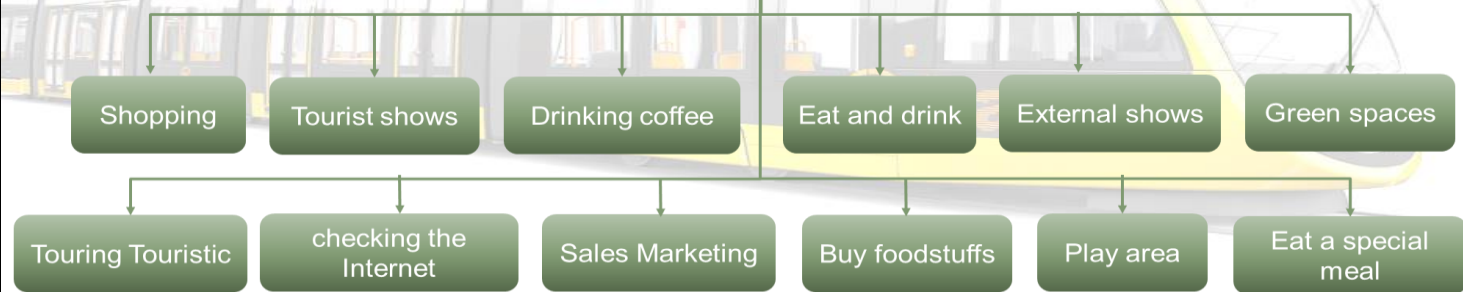 Shopping
Tourist shows
Drinking coffee
Eat and drink
External shows
Green spaces
Touring Touristic
checking the
Internet
Sales Marketing
Buy foodstuffs
Play area
Eat a special
meal